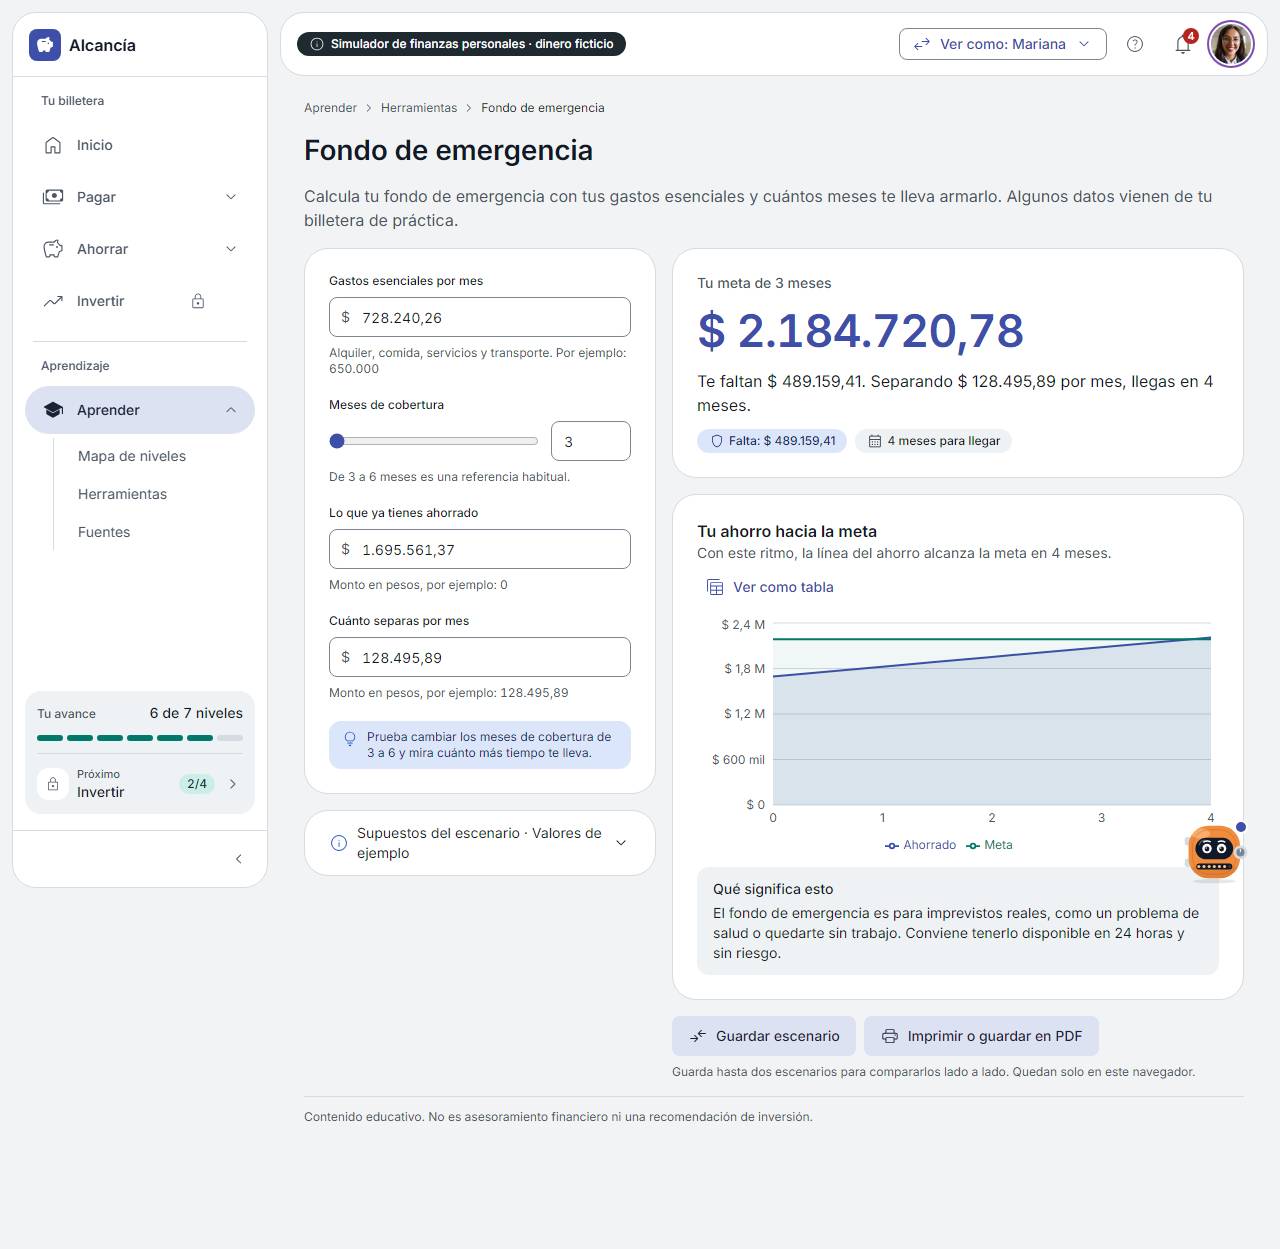 Alcancía
Simulador de finanzas personales · dinero ficticio
Ver como: Mariana
4
Tu billetera
Inicio
Pagar
Ahorrar
Invertir
Aprendizaje
Aprender
Mapa de niveles
Herramientas
Fuentes
Tu avance
6 de 7 niveles
Próximo
Invertir
2/4
Aprender
Herramientas
Fondo de emergencia
Fondo de emergencia
Calcula tu fondo de emergencia con tus gastos esenciales y cuántos meses te lleva armarlo. Algunos datos vienen de tu
billetera de práctica.
Gastos esenciales por mes
$ 728.240,26
Alquiler, comida, servicios y transporte. Por ejemplo:
650.000
Meses de cobertura
3
De 3 a 6 meses es una referencia habitual.
Lo que ya tienes ahorrado
$ 1.695.561,37
Monto en pesos, por ejemplo: 0
Cuánto separas por mes
$ 128.495,89
Monto en pesos, por ejemplo: 128.495,89
Prueba cambiar los meses de cobertura de
3 a 6 y mira cuánto más tiempo te lleva.
Supuestos del escenario · Valores de
ejemplo
Tu meta de 3 meses
$ 2.184.720,78
Te faltan $ 489.159,41. Separando $ 128.495,89 por mes, llegas en 4
meses.
Falta: $ 489.159,41
4 meses para llegar
Tu ahorro hacia la meta
Con este ritmo, la línea del ahorro alcanza la meta en 4 meses.
Ver como tabla
$ 2,4 M
$ 1,8 M
$ 1,2 M
$ 600 mil
$ 0
0 1 2 3 4
Ahorrado Meta
Qué significa esto
El fondo de emergencia es para imprevistos reales, como un problema de
salud o quedarte sin trabajo. Conviene tenerlo disponible en 24 horas y
sin riesgo.
Guardar escenario
Imprimir o guardar en PDF
Guarda hasta dos escenarios para compararlos lado a lado. Quedan solo en este navegador.
Contenido educativo. No es asesoramiento financiero ni una recomendación de inversión.